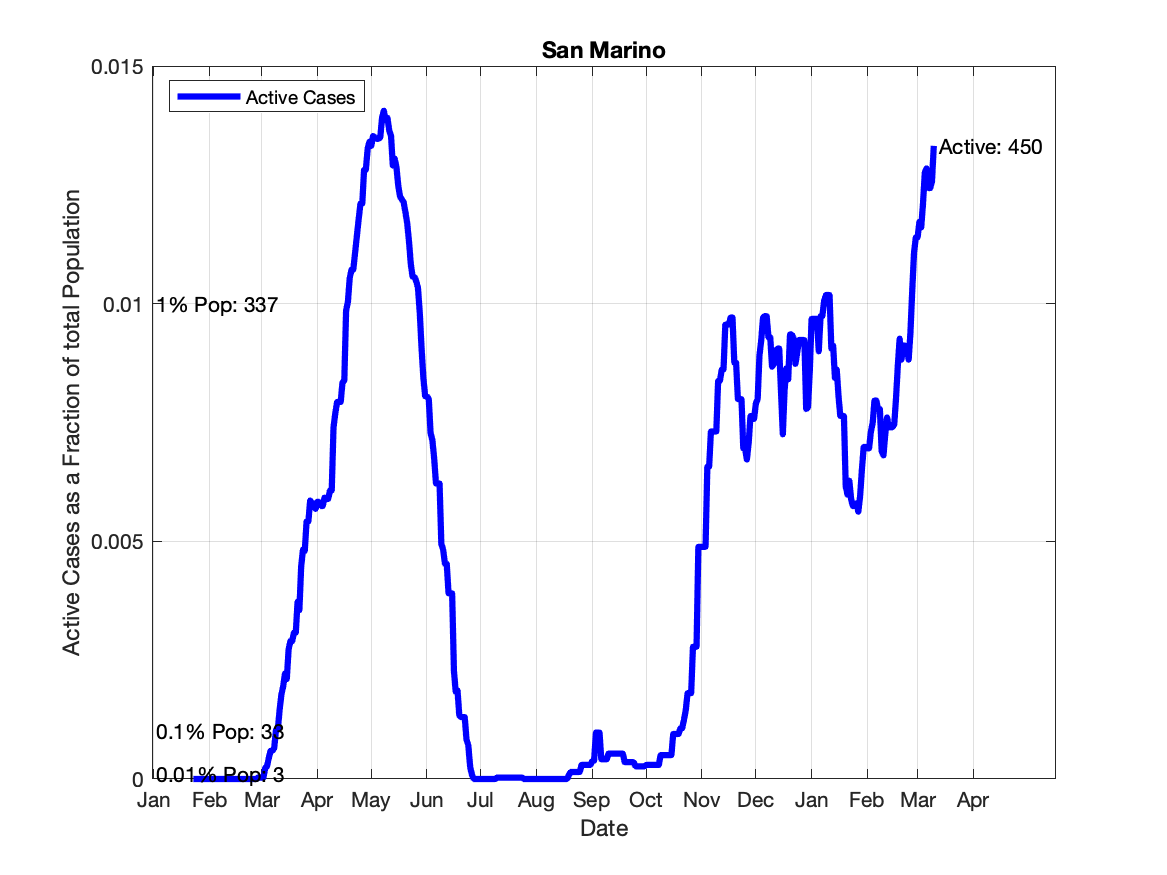 San Marino
0.015
Active Cases
Active: 450
Active Cases as a Fraction of total Population
0.01
1% Pop: 337
0.005
0.1% Pop: 33
0.01% Pop: 3
0
Jan Feb Mar Apr May Jun Jul Aug Sep Oct Nov Dec Jan Feb Mar Apr
Date